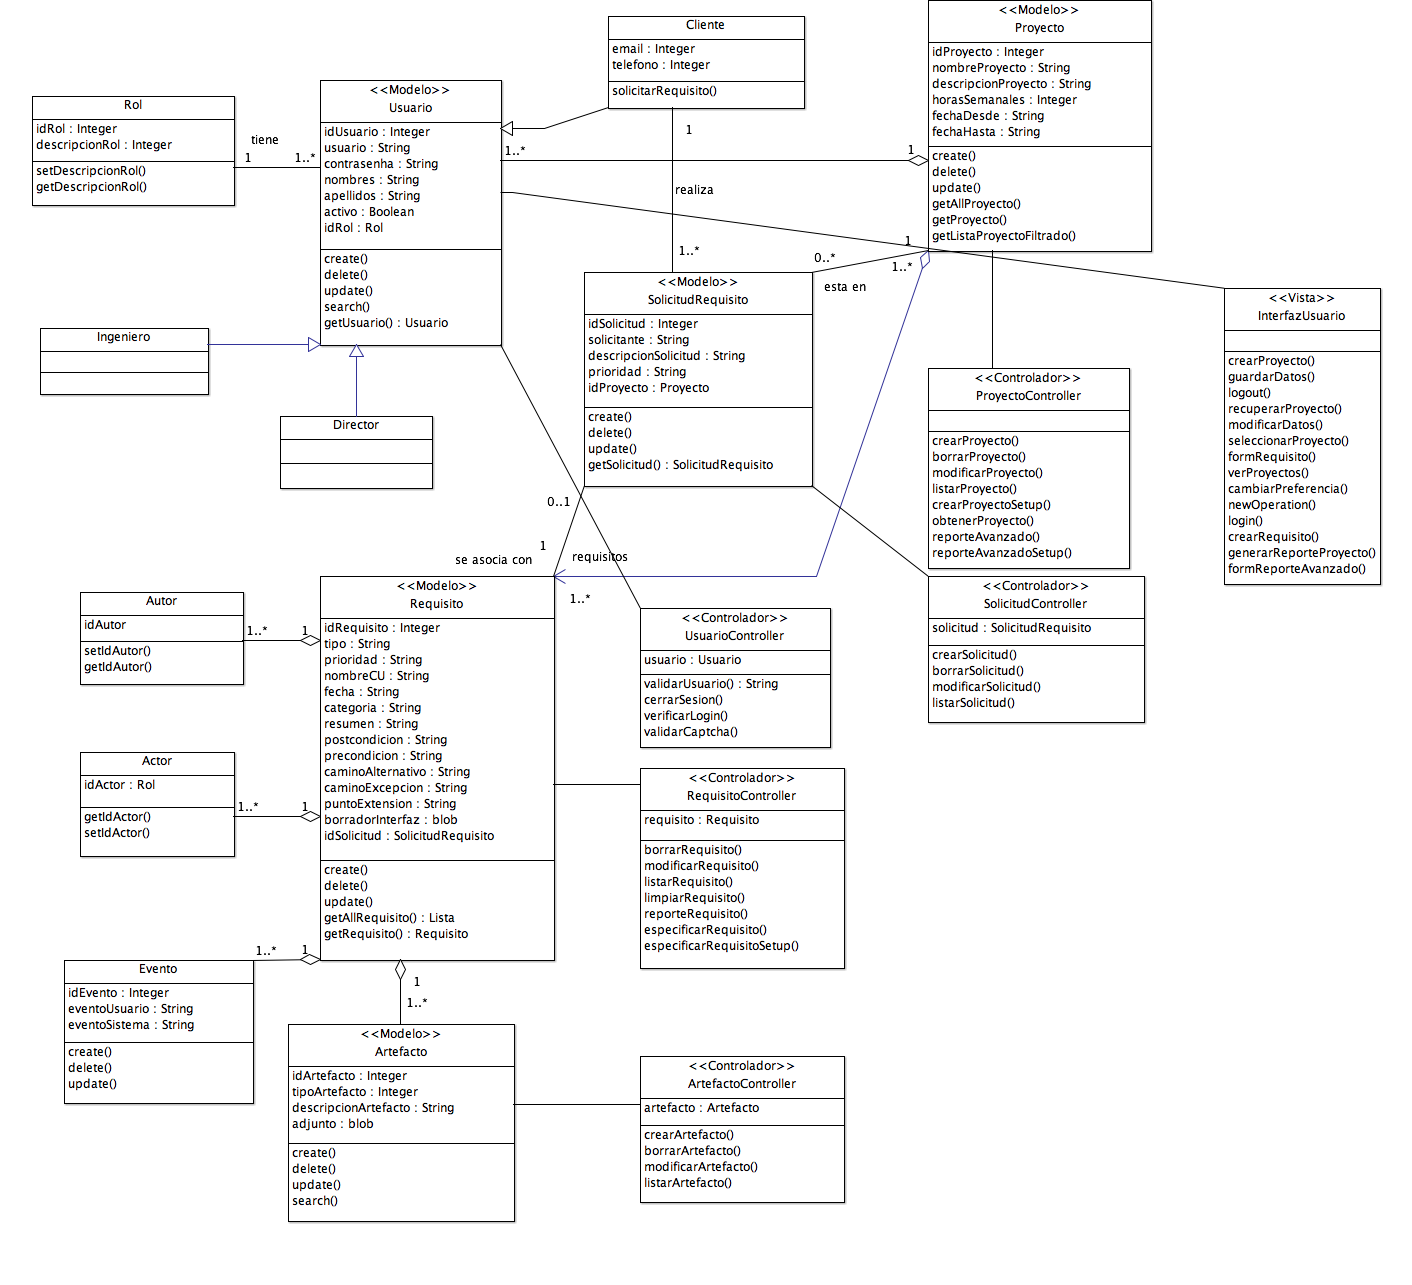 Cliente
email : Integer
telefono : Integer
solicitarRequisito()
<<Modelo>>
Proyecto
idProyecto : Integer
nombreProyecto : String
descripcionProyecto : String
horasSemanales : Integer
fechaDesde : String
fechaHasta : String
create()
delete()
update()
getAllProyecto()
getProyecto()
getListaProyectoFiltrado()
Rol
idRol : Integer
descripcionRol : Integer
setDescripcionRol()
getDescripcionRol()
tiene
1
1..*
<<Modelo>>
Usuario
idUsuario : Integer
usuario : String
contrasenha : String
nombres : String
apellidos : String
activo : Boolean
idRol : Rol
create()
delete()
update()
search()
getUsuario() : Usuario
1..*
1
1
realiza
1..*
0..*
esta en
1
1..*
<<Modelo>>
SolicitudRequisito
idSolicitud : Integer
solicitante : String
descripcionSolicitud : String
prioridad : String
idProyecto : Proyecto
create()
delete()
update()
getSolicitud() : SolicitudRequisito
<<Vista>>
InterfazUsuario
crearProyecto()
guardarDatos()
logout()
recuperarProyecto()
modificarDatos()
seleccionarProyecto()
formRequisito()
verProyectos()
cambiarPreferencia()
newOperation()
login()
crearRequisito()
generarReporteProyecto()
formReporteAvanzado()
Ingeniero
Director
<<Controlador>>
ProyectoController
crearProyecto()
borrarProyecto()
modificarProyecto()
listarProyecto()
crearProyectoSetup()
obtenerProyecto()
reporteAvanzado()
reporteAvanzadoSetup()
0..1
1
se asocia con
requisitos
1..*
<<Modelo>>
Requisito
idRequisito : Integer
tipo : String
prioridad : String
nombreCU : String
fecha : String
categoria : String
resumen : String
postcondicion : String
precondicion : String
caminoAlternativo : String
caminoExcepcion : String
puntoExtension : String
borradorInterfaz : blob
idSolicitud : SolicitudRequisito
create()
delete()
update()
getAllRequisito() : Lista
getRequisito() : Requisito
<<Controlador>>
SolicitudController
solicitud : SolicitudRequisito
crearSolicitud()
borrarSolicitud()
modificarSolicitud()
listarSolicitud()
Autor
idAutor
setIdAutor()
getIdAutor()
1..*
1
<<Controlador>>
UsuarioController
usuario : Usuario
validarUsuario() : String
cerrarSesion()
verificarLogin()
validarCaptcha()
Actor
idActor : Rol
getIdActor()
setIdActor()
1..*
1
<<Controlador>>
RequisitoController
requisito : Requisito
borrarRequisito()
modificarRequisito()
listarRequisito()
limpiarRequisito()
reporteRequisito()
especificarRequisito()
especificarRequisitoSetup()
1..*
1
Evento
idEvento : Integer
eventoUsuario : String
eventoSistema : String
create()
delete()
update()
1
1..*
<<Modelo>>
Artefacto
idArtefacto : Integer
tipoArtefacto : Integer
descripcionArtefacto : String
adjunto : blob
create()
delete()
update()
search()
<<Controlador>>
ArtefactoController
artefacto : Artefacto
crearArtefacto()
borrarArtefacto()
modificarArtefacto()
listarArtefacto()